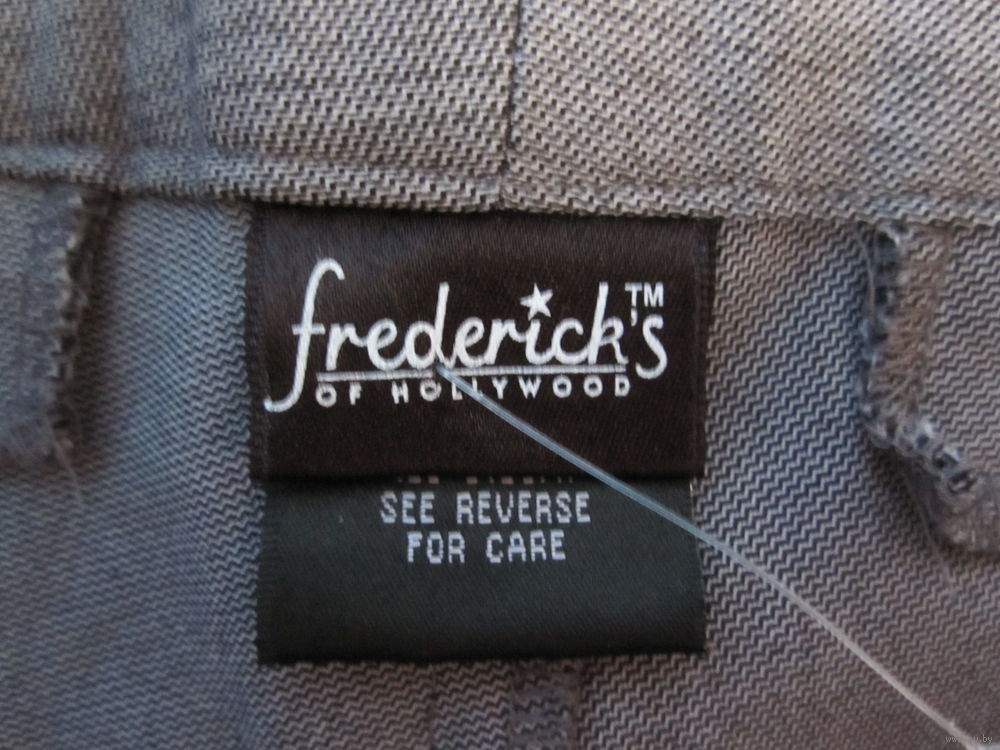 frederick's™
OF HOLLYWOOD
SEE REVERSE
FOR CARE